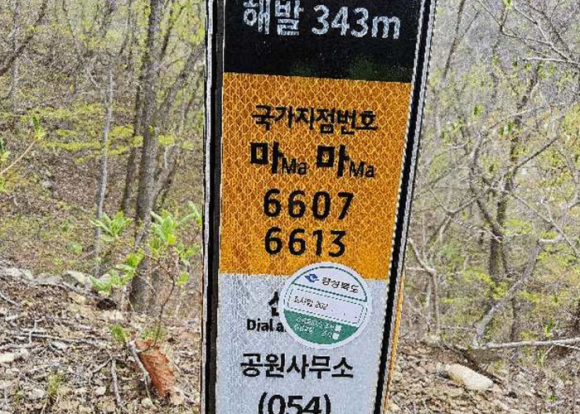 해발 343m
국가지점번호
마Ma 마Ma
6607
6613
경상북도
Dial a
공원사무소
(054)